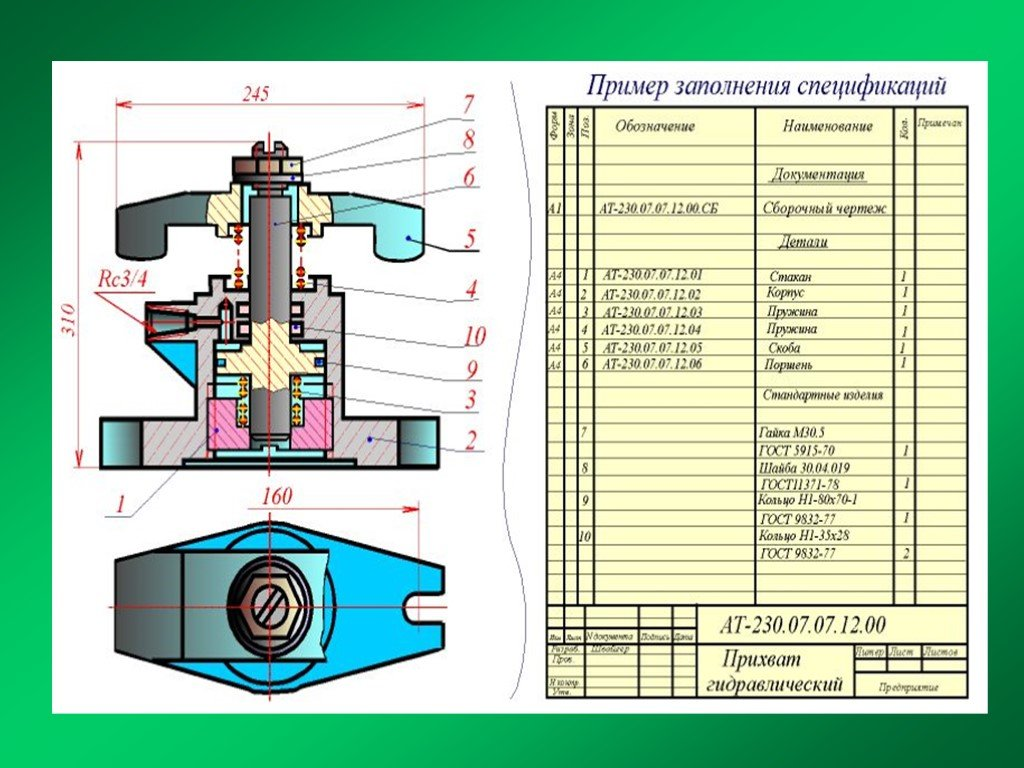 Пример заполнения спецификаций
245
7
8
6
5
Rc3/4
4
310
10
9
3
2
1
160
Форм Зона Поз. Обозначение Наименование Кол. Примечан
Документация
А1 АТ-230.07.07.12.00.СБ Сборочный чертеж
Детали
А4 1 АТ-230.07.07.12.01 Стакан 1
А4 2 АТ-230.07.07.12.02 Корпус 1
А4 3 АТ-230.07.07.12.03 Пружина 1
А4 4 АТ-230.07.07.12.04 Пружина 1
А4 5 АТ-230.07.07.12.05 Скоба 1
А4 6 АТ-230.07.07.12.06 Поршень 1
Стандартные изделия
7 Гайка М30.5
ГОСТ 5915-70 1
8 Шайба 30.04.019
ГОСТ11371-78 1
9 Кольцо Н1-80х70-1
ГОСТ 9832-77 1
10 Кольцо Н1-35х28
ГОСТ 9832-77 2
АТ-230.07.07.12.00
Изм Лист N документа Подпись Дата
Разраб. Швайгер
Пров.
Н контр.
Утв.
Прихват
гидравлический
Литер Лист Листов
Предприятие